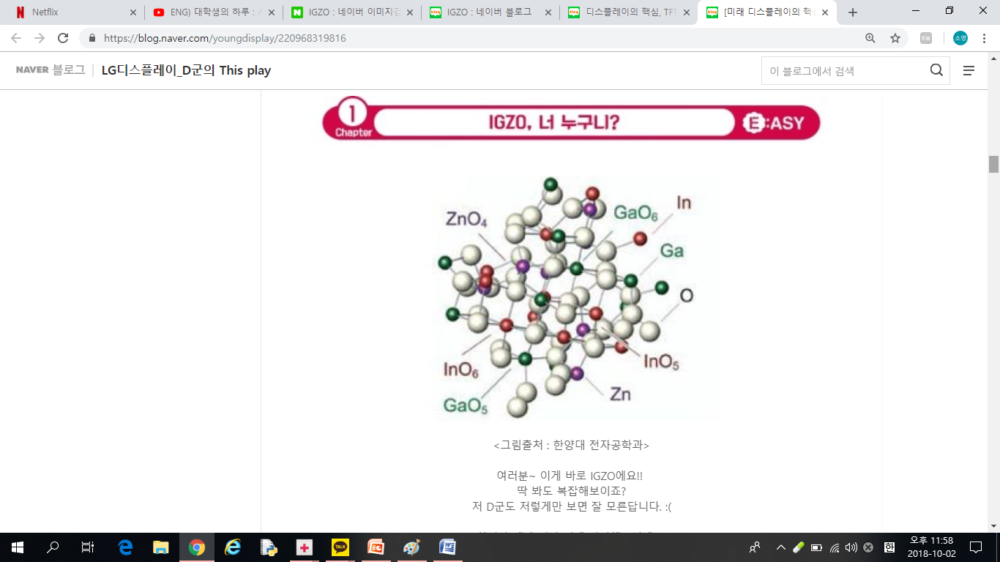 Netflix
ENG) 대학생의 하루 :
IGZO : 네이버 이미지검
IGZO : 네이버 블로그
디스플레이의 핵심, TFT
[미래 디스플레이의 핵
https://blog.naver.com/youngdisplay/220968319816
소영
NAVER 블로그
LG디스플레이_D군의 This play
이 블로그에서 검색
1
Chapter
IGZO, 너 누구니?
E:ASY
In
GaO₆
ZnO₄
Ga
O
InO₅
InO₆
Zn
GaO₅
<그림출처 : 한양대 전자공학과>
여러분~ 이게 바로 IGZO에요!!
딱 봐도 복잡해보이죠?
저 D군도 저렇게만 보면 잘 모른답니다. :(
TALK
한
오후 11:58
2018-10-02